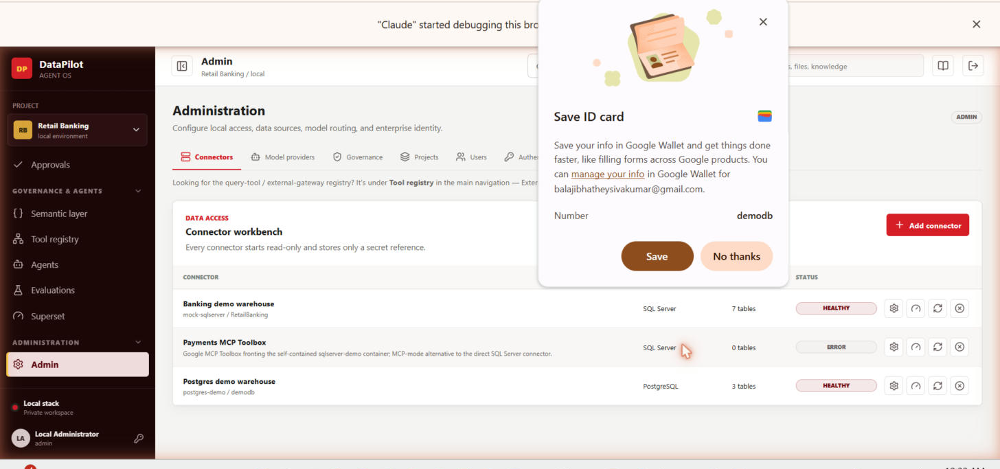 "Claude" started debugging this bro
DP
DataPilot
AGENT OS
PROJECT
RB
Retail Banking
local environment
Approvals
GOVERNANCE & AGENTS
Semantic layer
Tool registry
Agents
Evaluations
Superset
ADMINISTRATION
Admin
Local stack
Private workspace
LA
Local Administrator
admin
Admin
Retail Banking / local
s, files, knowledge
Administration
Configure local access, data sources, model routing, and enterprise identity.
ADMIN
Connectors
Model providers
Governance
Projects
Users
Authe
Looking for the query-tool / external-gateway registry? It's under Tool registry in the main navigation — Exter
DATA ACCESS
Connector workbench
Every connector starts read-only and stores only a secret reference.
Add connector
CONNECTOR
STATUS
Banking demo warehouse
mock-sqlserver / RetailBanking
SQL Server
7 tables
HEALTHY
Payments MCP Toolbox
Google MCP Toolbox fronting the self-contained sqlserver-demo container; MCP-mode alternative to the direct SQL Server connector.
SQL Server
0 tables
ERROR
Postgres demo warehouse
postgres-demo / demodb
PostgreSQL
3 tables
HEALTHY
Save ID card
Save your info in Google Wallet and get things done
faster, like filling forms across Google products. You
can manage your info in Google Wallet for
balajibhatheysivakumar@gmail.com.
Number
demodb
Save
No thanks